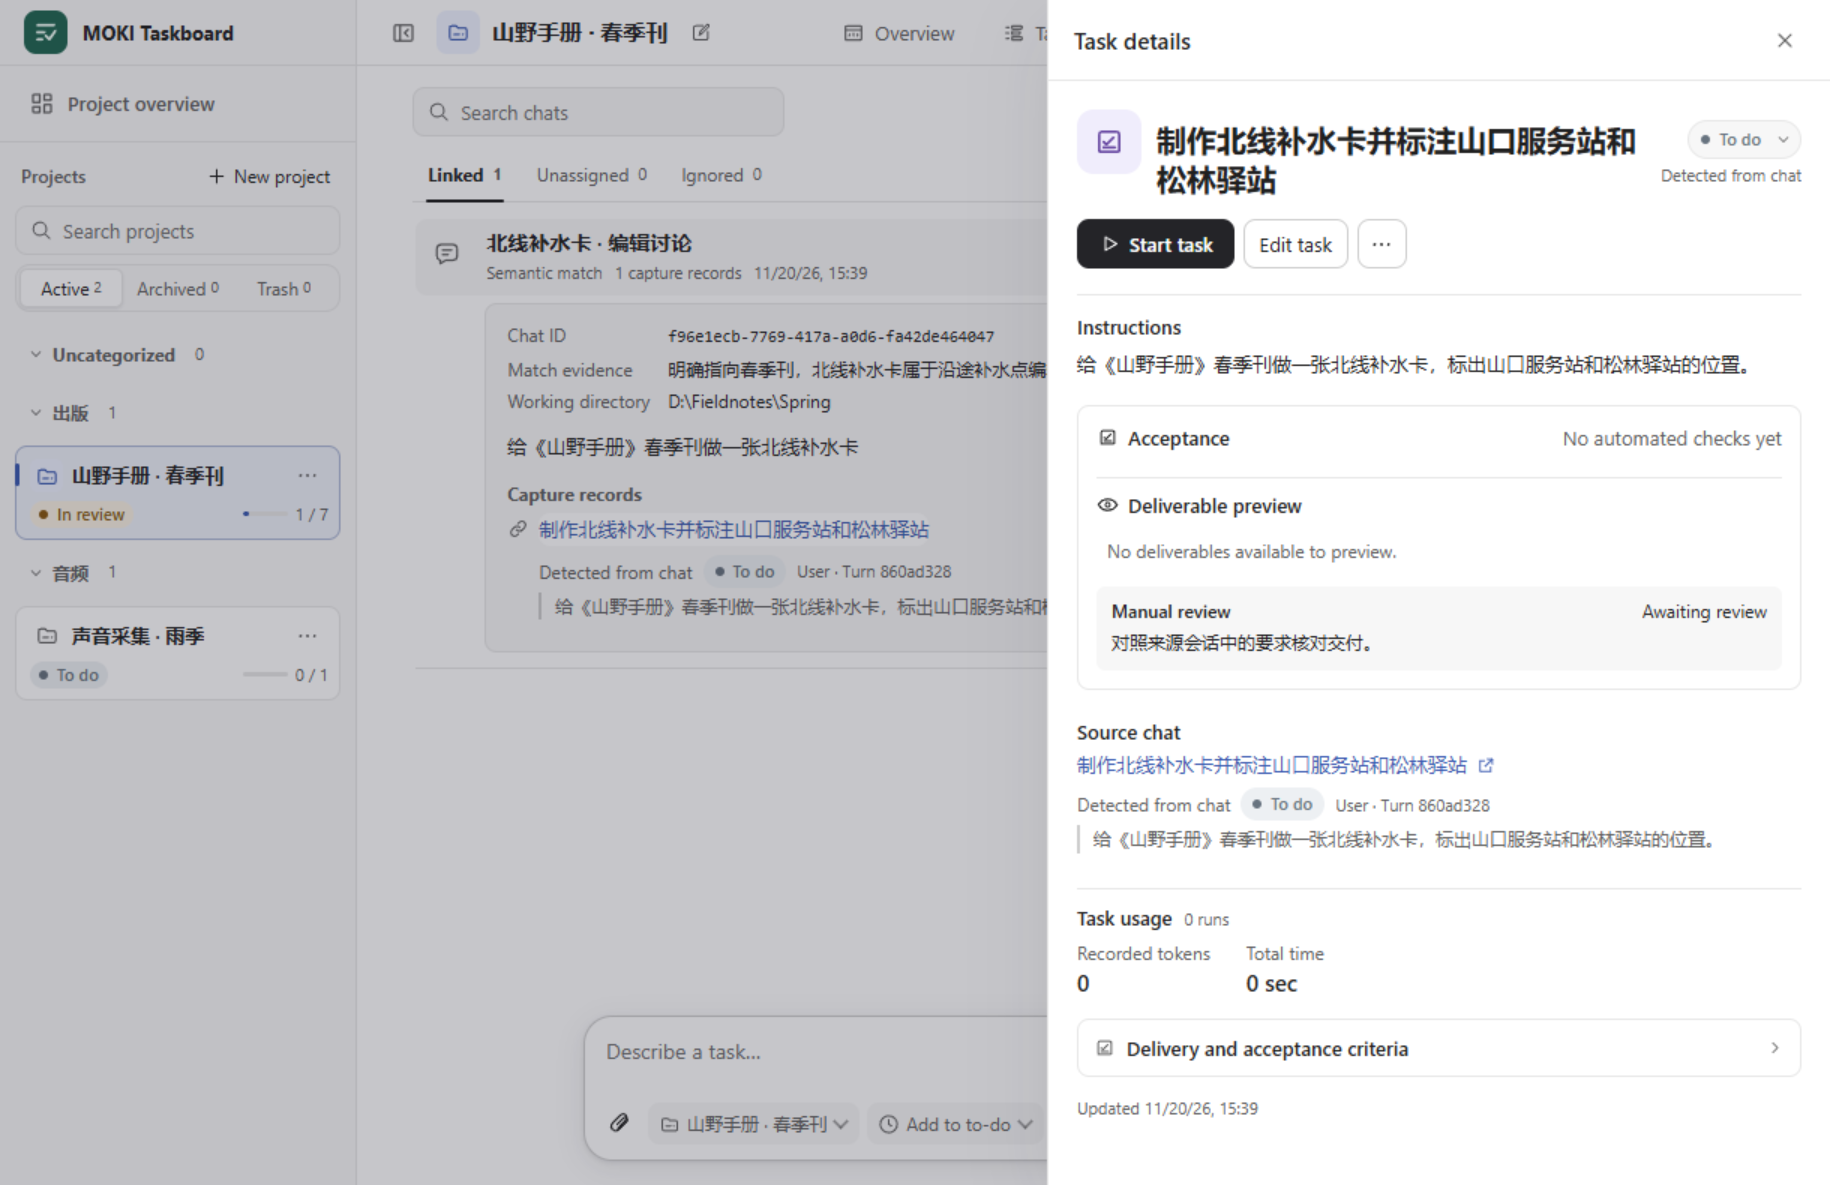 MOKI Taskboard
Project overview
Projects
New project
Search projects
Active 2
Archived 0
Trash 0
Uncategorized 0
出版 1
山野手册 · 春季刊
In review
1 / 7
音频 1
声音采集 · 雨季
To do
0 / 1
山野手册 · 春季刊
Overview
Search chats
Linked 1
Unassigned 0
Ignored 0
北线补水卡 · 编辑讨论
Semantic match 1 capture records 11/20/26, 15:39
Chat ID f96e1ecb-7769-417a-a0d6-fa42de464047
Match evidence 明确指向春季刊，北线补水卡属于沿途补水点编
Working directory D:\Fieldnotes\Spring
给《山野手册》春季刊做一张北线补水卡
Capture records
制作北线补水卡并标注山口服务站和松林驿站
Detected from chat To do User · Turn 860ad328
给《山野手册》春季刊做一张北线补水卡，标出山口服务站和
Describe a task...
山野手册 · 春季刊
Add to to-do
Task details
制作北线补水卡并标注山口服务站和
松林驿站
To do
Detected from chat
Start task
Edit task
Instructions
给《山野手册》春季刊做一张北线补水卡，标出山口服务站和松林驿站的位置。
Acceptance
No automated checks yet
Deliverable preview
No deliverables available to preview.
Manual review
Awaiting review
对照来源会话中的要求核对交付。
Source chat
制作北线补水卡并标注山口服务站和松林驿站
Detected from chat To do User · Turn 860ad328
给《山野手册》春季刊做一张北线补水卡，标出山口服务站和松林驿站的位置。
Task usage 0 runs
Recorded tokens
0
Total time
0 sec
Delivery and acceptance criteria
Updated 11/20/26, 15:39